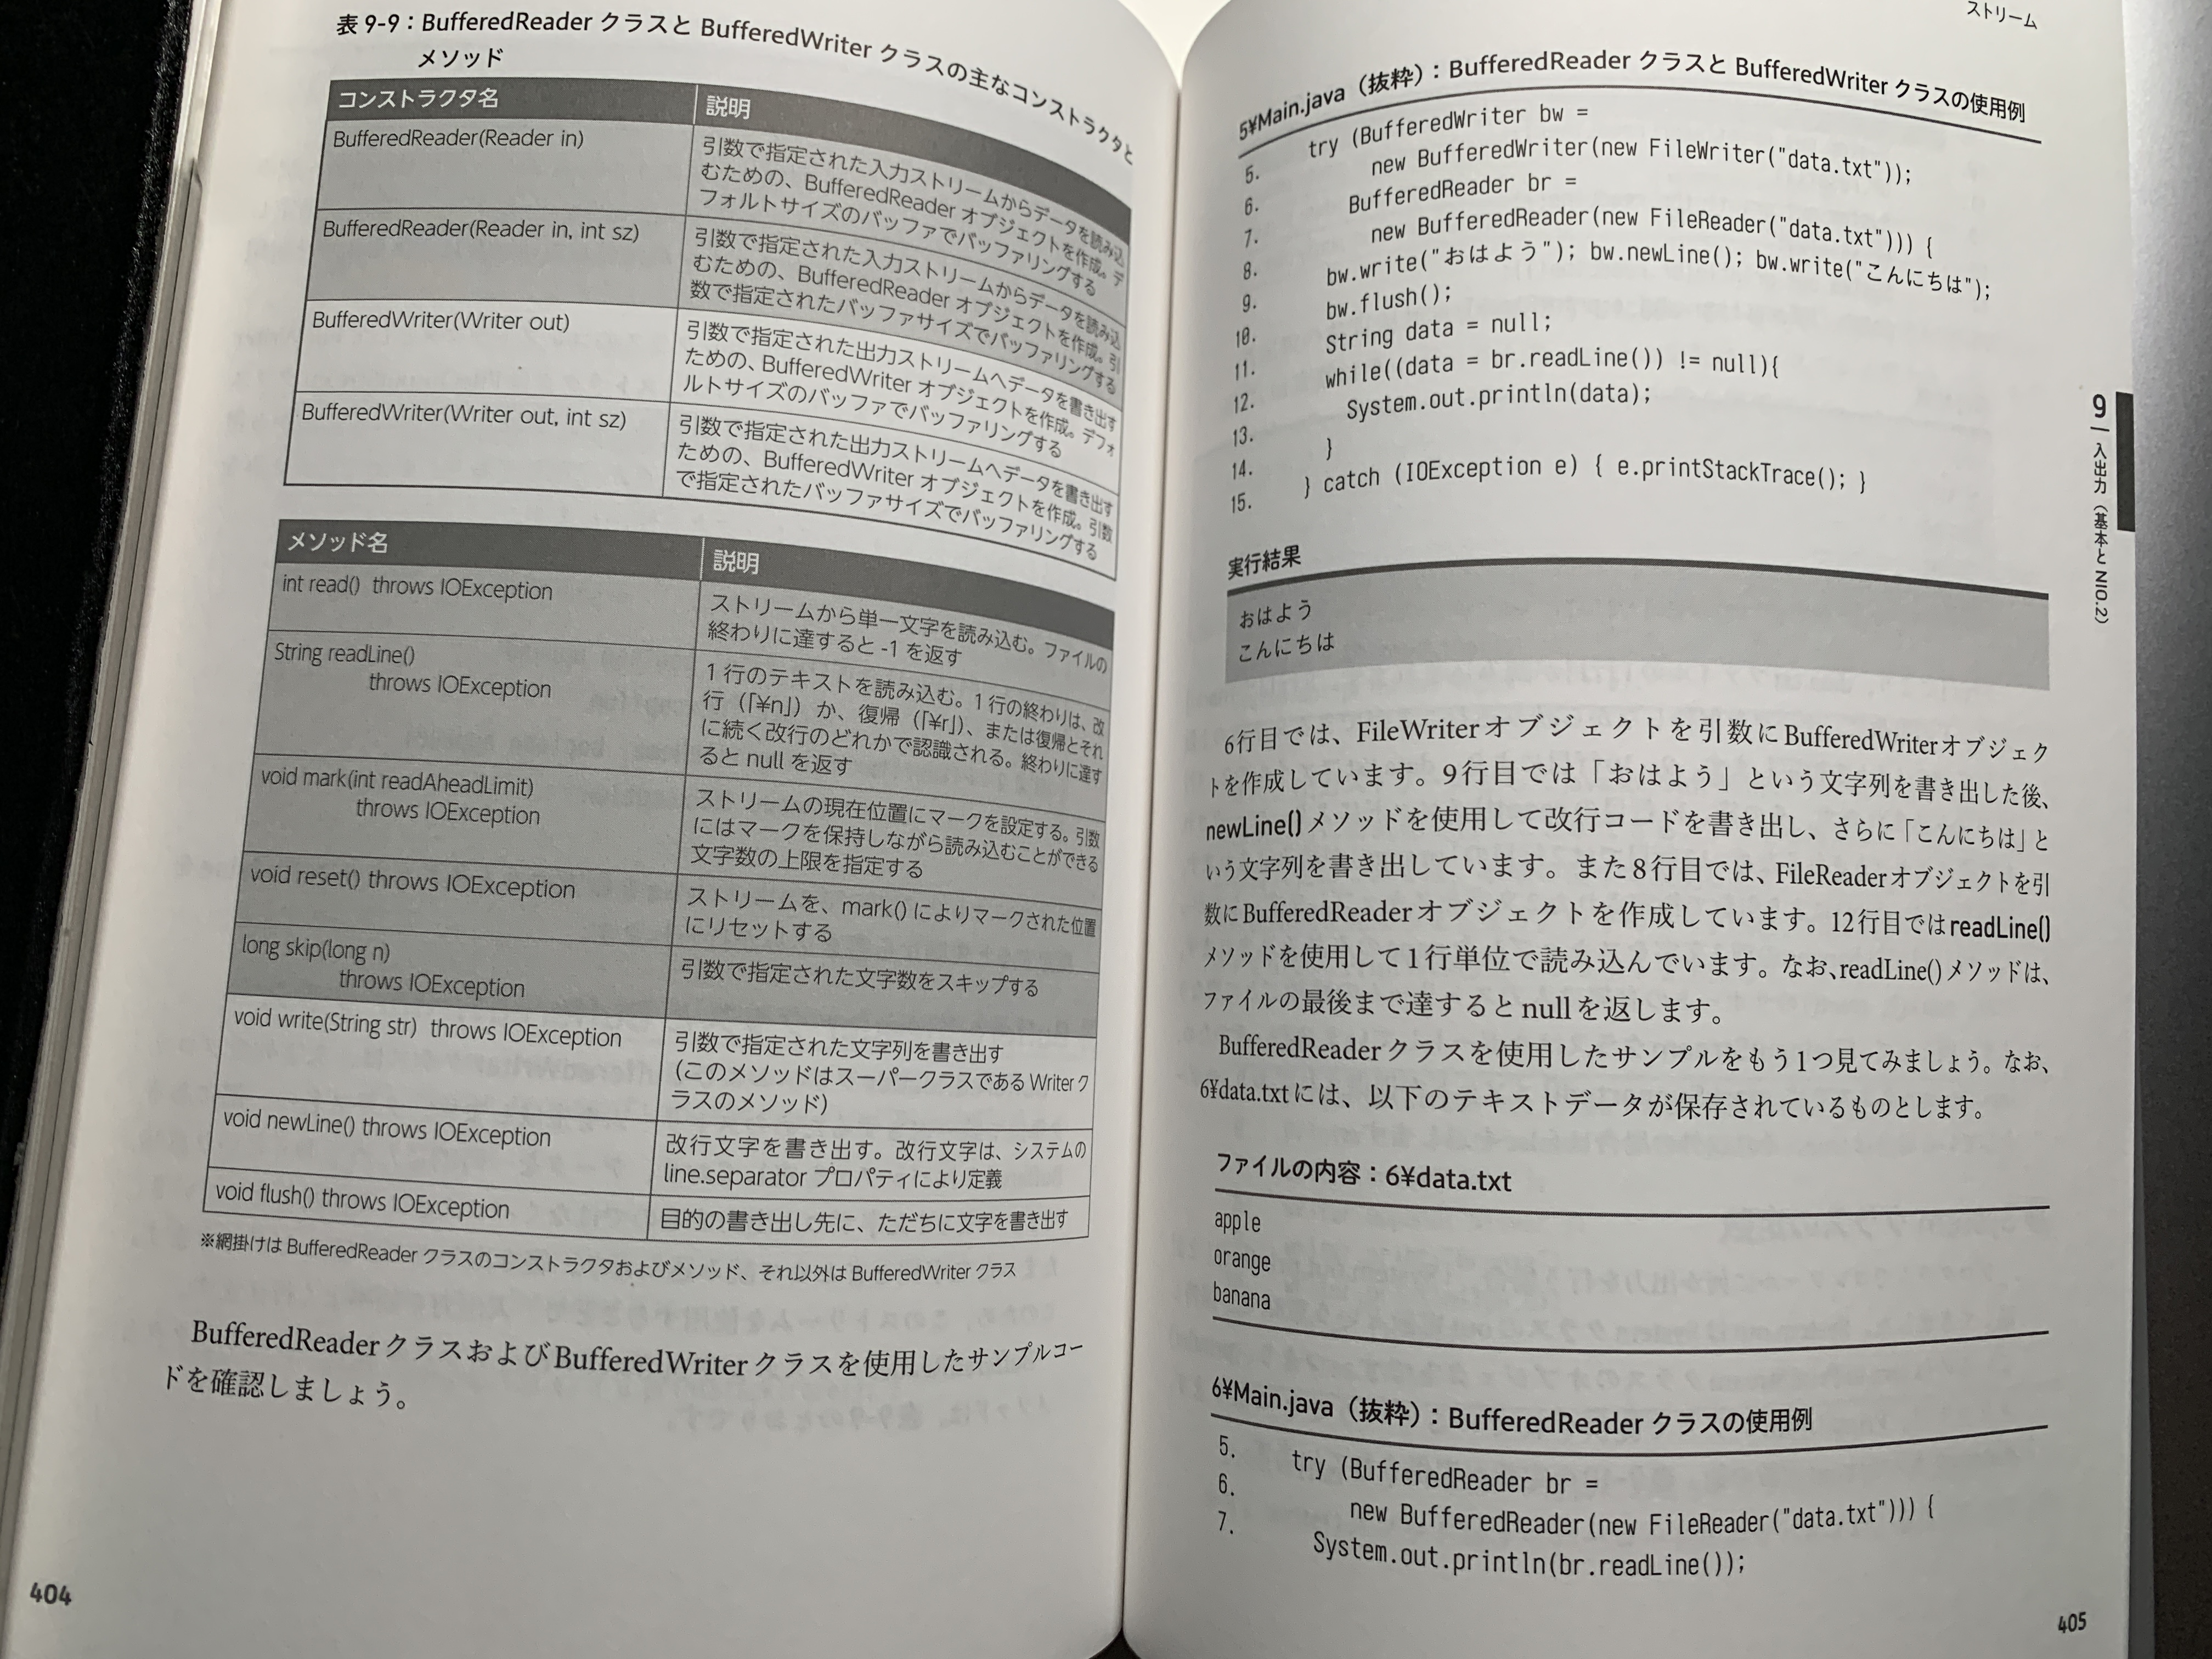 表 9-9：BufferedReader クラスと BufferedWriter クラスの主なコンストラクタと
メソッド
コンストラクタ名
説明
BufferedReader(Reader in)
引数で指定された入力ストリームからデータを読み込
むための、BufferedReader オブジェクトを作成。デ
フォルトサイズのバッファでバッファリングする
BufferedReader(Reader in, int sz)
引数で指定された入力ストリームからデータを読み込
むための、BufferedReader オブジェクトを作成。引
数で指定されたバッファサイズでバッファリングする
BufferedWriter(Writer out)
引数で指定された出力ストリームへデータを書き出す
ための、BufferedWriter オブジェクトを作成。デフォ
ルトサイズのバッファでバッファリングする
BufferedWriter(Writer out, int sz)
引数で指定された出力ストリームへデータを書き出す
ための、BufferedWriter オブジェクトを作成。引数
で指定されたバッファサイズでバッファリングする
メソッド名
説明
int read() throws IOException
ストリームから単一文字を読み込む。ファイルの
終わりに達すると -1 を返す
String readLine()
throws IOException
1 行のテキストを読み込む。1 行の終わりは、改
行（「¥n」）か、復帰（「¥r」）、または復帰とそれ
に続く改行のどれかで認識される。終わりに達す
ると null を返す
void mark(int readAheadLimit)
throws IOException
ストリームの現在位置にマークを設定する。引数
にはマークを保持しながら読み込むことができる
文字数の上限を指定する
void reset() throws IOException
ストリームを、mark() によりマークされた位置
にリセットする
long skip(long n)
throws IOException
引数で指定された文字数をスキップする
void write(String str) throws IOException
引数で指定された文字列を書き出す
（このメソッドはスーパークラスである Writer ク
ラスのメソッド）
void newLine() throws IOException
改行文字を書き出す。改行文字は、システムの
line.separator プロパティにより定義
void flush() throws IOException
目的の書き出し先に、ただちに文字を書き出す
※網掛けは BufferedReader クラスのコンストラクタおよびメソッド、それ以外は BufferedWriter クラス
BufferedReaderクラスおよびBufferedWriterクラスを使用したサンプルコー
ドを確認しましょう。
404
ストリーム
5¥Main.java（抜粋）：BufferedReader クラスと BufferedWriter クラスの使用例
5. try (BufferedWriter bw =
6. new BufferedWriter(new FileWriter("data.txt"));
7. BufferedReader br =
8. new BufferedReader(new FileReader("data.txt"))) {
9. bw.write("おはよう"); bw.newLine(); bw.write("こんにちは");
10. bw.flush();
11. String data = null;
12. while((data = br.readLine()) != null){
13. System.out.println(data);
14. }
15. } catch (IOException e) { e.printStackTrace(); }
実行結果
おはよう
こんにちは
6行目では、FileWriterオブジェクトを引数にBufferedWriterオブジェク
トを作成しています。9行目では「おはよう」という文字列を書き出した後、
newLine()メソッドを使用して改行コードを書き出し、さらに「こんにちは」と
いう文字列を書き出しています。また8行目では、FileReaderオブジェクトを引
数にBufferedReaderオブジェクトを作成しています。12行目ではreadLine()
メソッドを使用して1行単位で読み込んでいます。なお、readLine()メソッドは、
ファイルの最後まで達するとnullを返します。
BufferedReaderクラスを使用したサンプルをもう1つ見てみましょう。なお、
6¥data.txtには、以下のテキストデータが保存されているものとします。
ファイルの内容：6¥data.txt
apple
orange
banana
6¥Main.java（抜粋）：BufferedReader クラスの使用例
5. try (BufferedReader br =
6. new BufferedReader(new FileReader("data.txt"))) {
7. System.out.println(br.readLine());
405
9 入出力（基本と NIO.2）